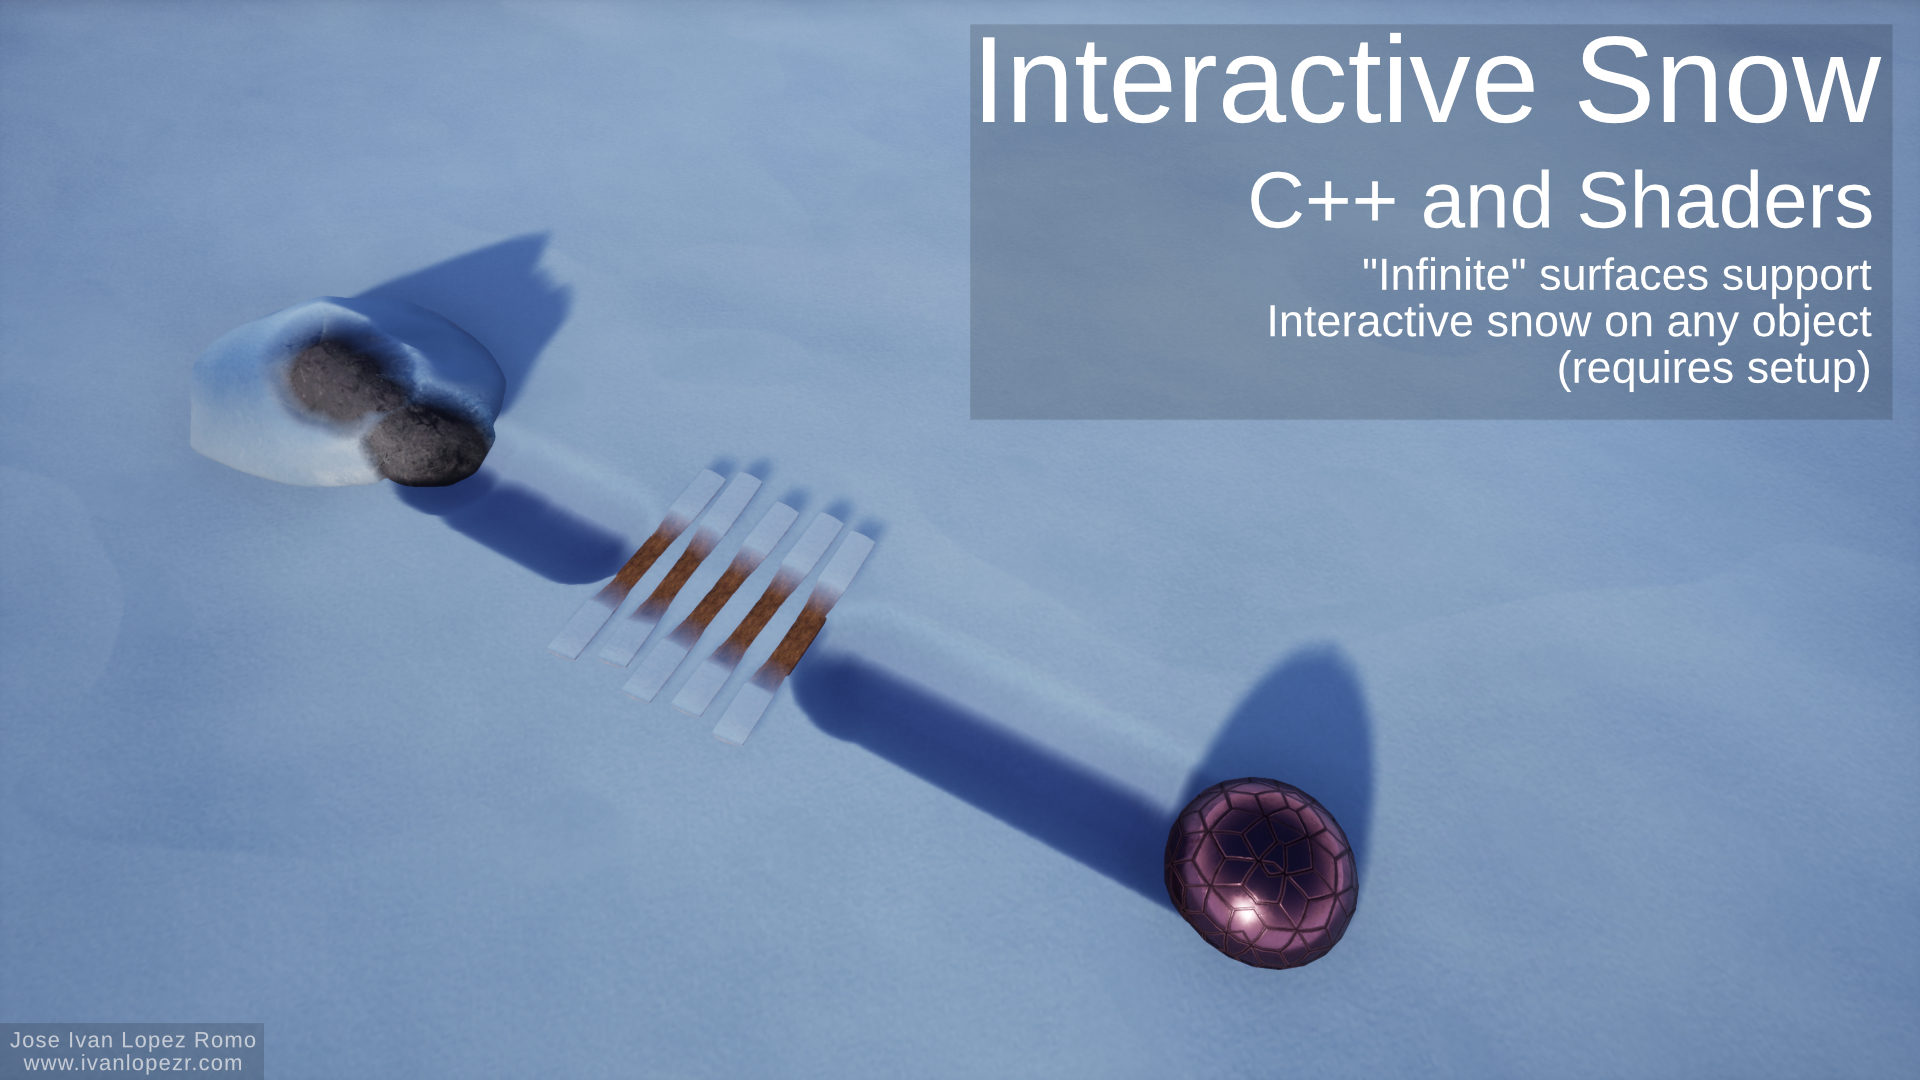 Interactive Snow
C++ and Shaders
"Infinite" surfaces support
Interactive snow on any object
(requires setup)
Jose Ivan Lopez Romo
www.ivanlopezr.com